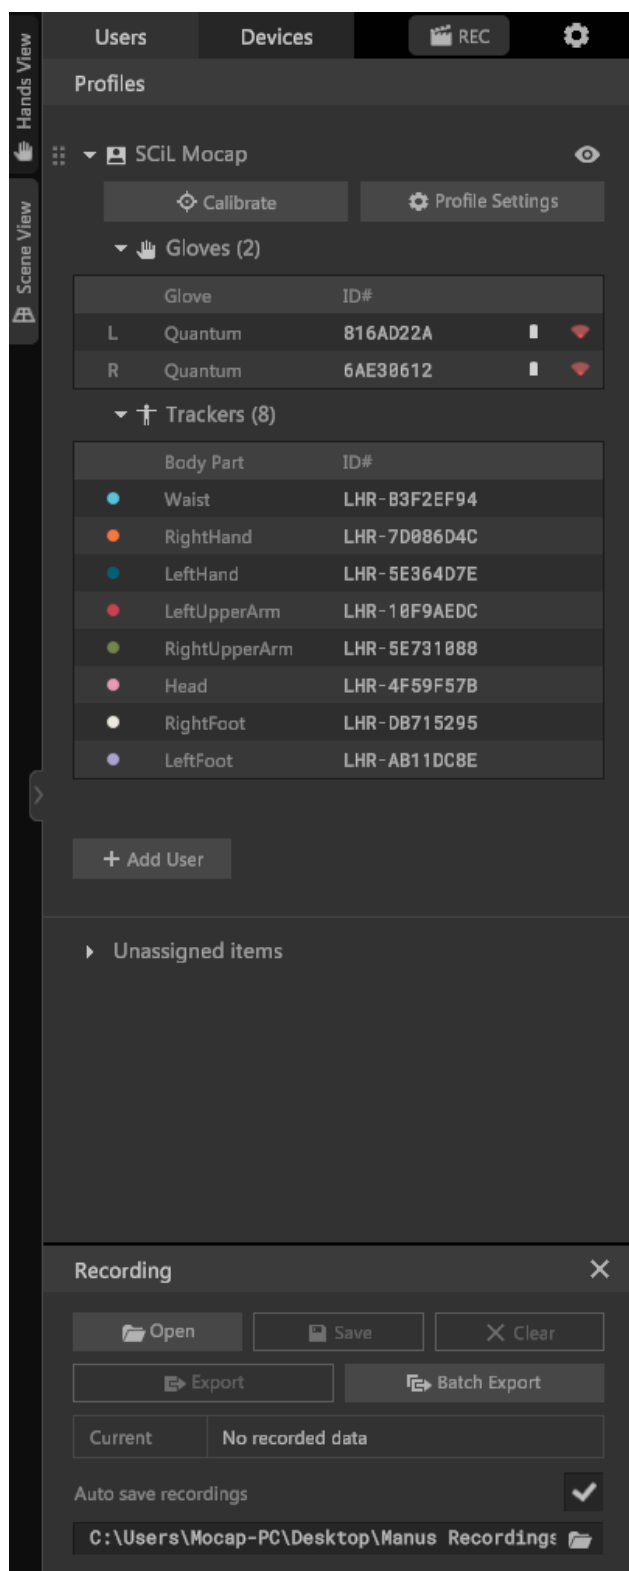 Hands View
Scene View
Users Devices REC
Profiles
SCiL Mocap
Calibrate Profile Settings
Gloves (2)
Glove ID#
L Quantum 816AD22A
R Quantum 6AE30612
Trackers (8)
Body Part ID#
Waist LHR-B3F2EF94
RightHand LHR-7D086D4C
LeftHand LHR-5E364D7E
LeftUpperArm LHR-10F9AEDC
RightUpperArm LHR-5E731088
Head LHR-4F59F57B
RightFoot LHR-DB715295
LeftFoot LHR-AB11DC8E
+ Add User
Unassigned items
Recording
Open Save Clear
Export Batch Export
Current No recorded data
Auto save recordings
C:\Users\Mocap-PC\Desktop\Manus Recordings